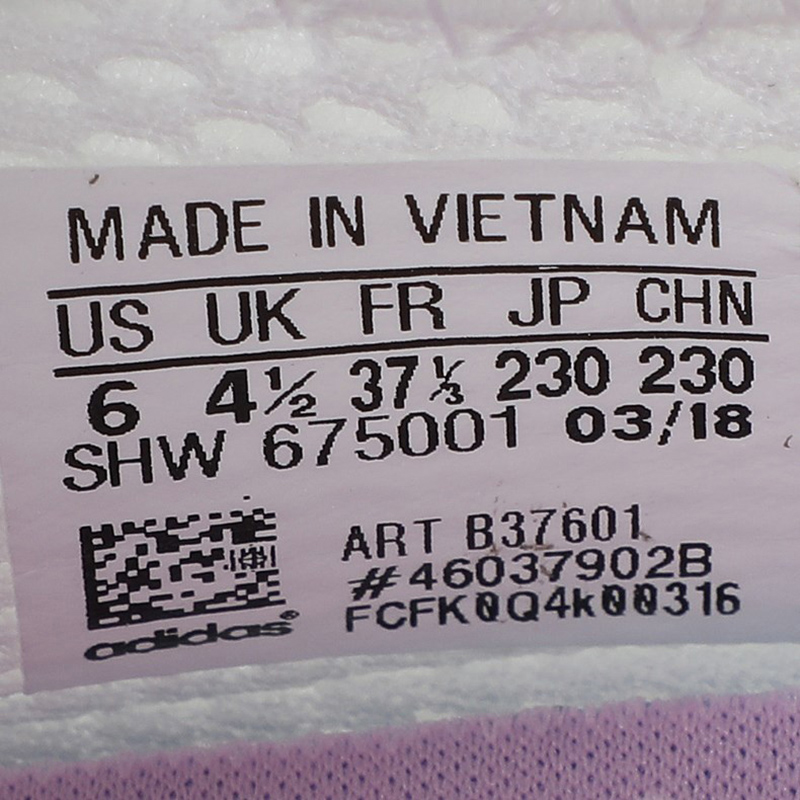 MADE IN VIETNAM
US UK FR JP CHN
6 4½ 37⅓ 230 230
SHW 675001 03/18
ART B37601
#46037902B
FCFK0Q4k00316
adidas®